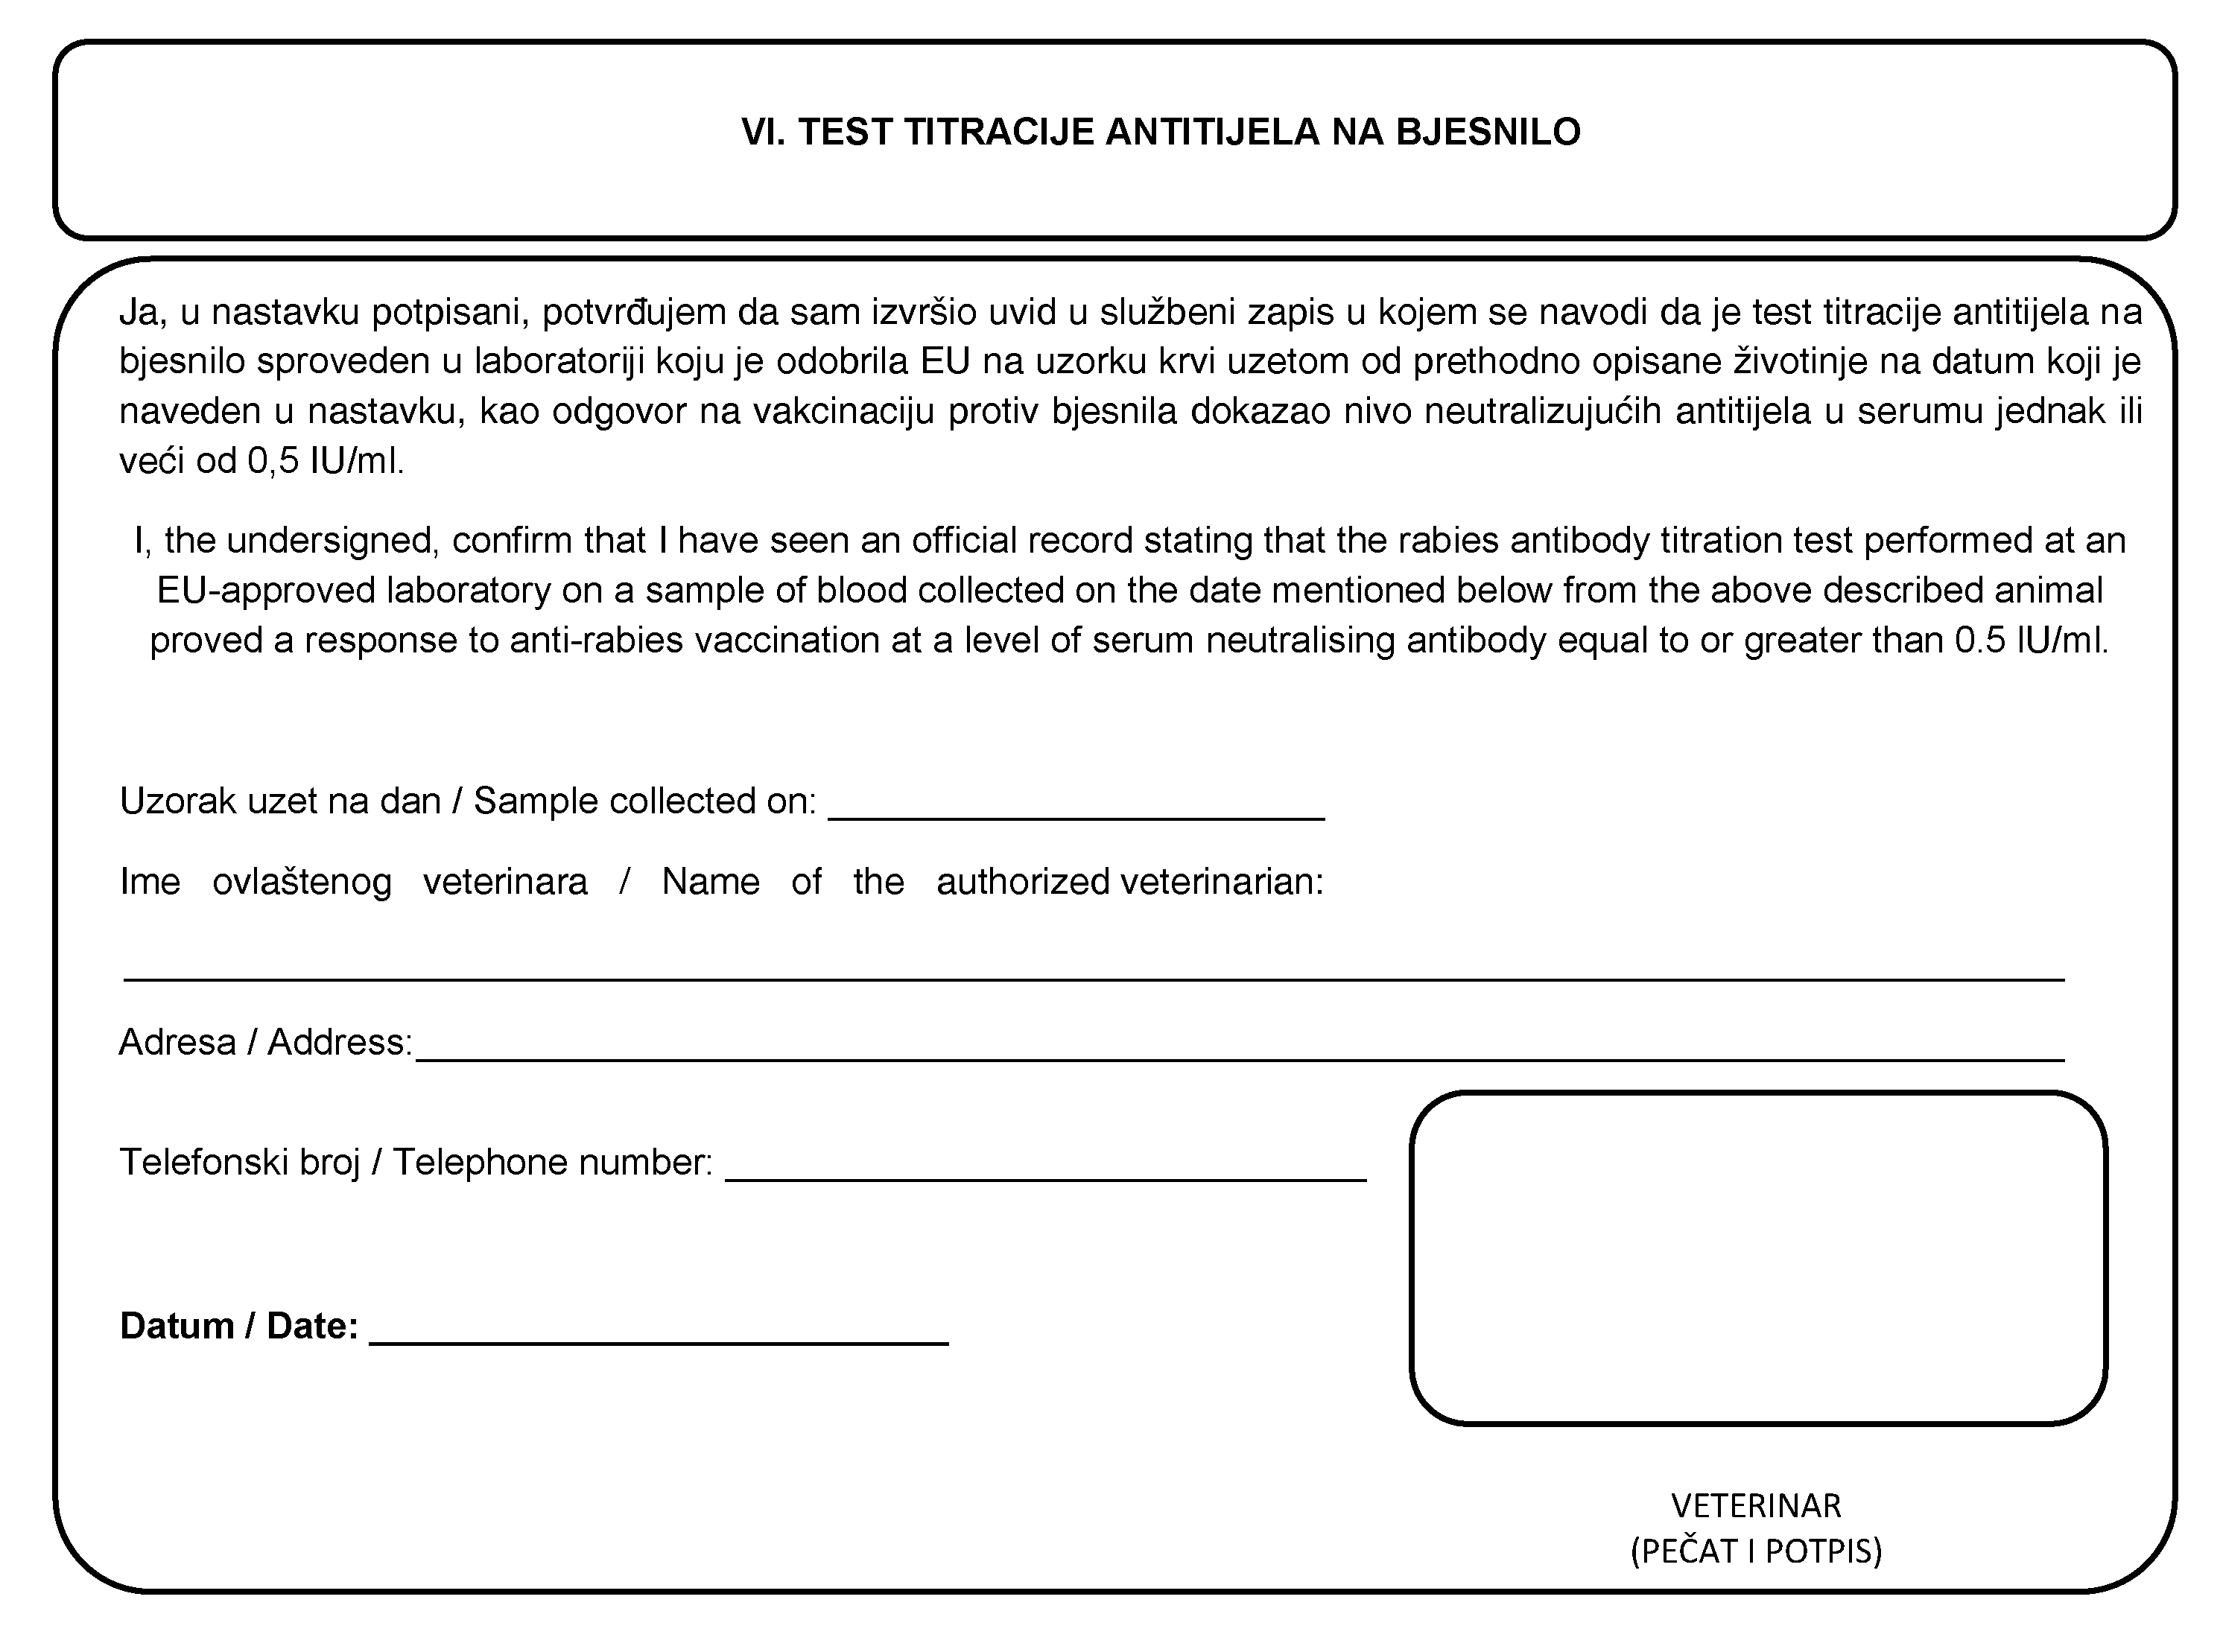 VI. TEST TITRACIJE ANTITIJELA NA BJESNILO
Ja, u nastavku potpisani, potvrđujem da sam izvršio uvid u službeni zapis u kojem se navodi da je test titracije antitijela na
bjesnilo sproveden u laboratoriji koju je odobrila EU na uzorku krvi uzetom od prethodno opisane životinje na datum koji je
naveden u nastavku, kao odgovor na vakcinaciju protiv bjesnila dokazao nivo neutralizujućih antitijela u serumu jednak ili
veći od 0,5 IU/ml.
I, the undersigned, confirm that I have seen an official record stating that the rabies antibody titration test performed at an
EU-approved laboratory on a sample of blood collected on the date mentioned below from the above described animal
proved a response to anti-rabies vaccination at a level of serum neutralising antibody equal to or greater than 0.5 IU/ml.
Uzorak uzet na dan / Sample collected on:
Ime ovlaštenog veterinara / Name of the authorized veterinarian:
Adresa / Address:
Telefonski broj / Telephone number:
Datum / Date:
VETERINAR
(PEČAT I POTPIS)